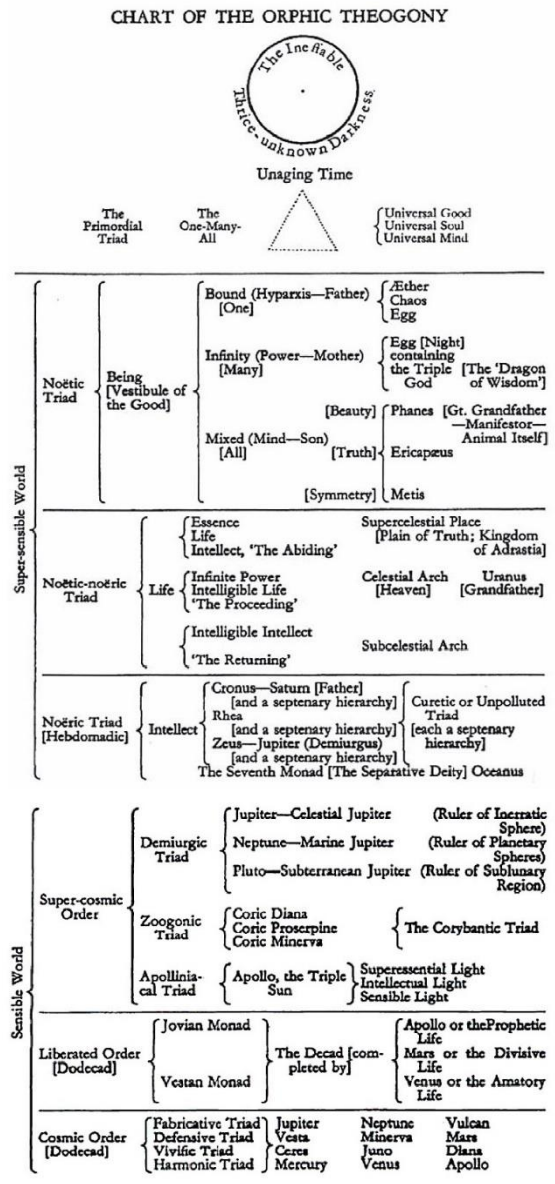 CHART OF THE ORPHIC THEOGONY
The Ineffable
Thrice-unknown Darkness.
Unaging Time
The Primordial Triad
The One-Many-All
Universal Good
Universal Soul
Universal Mind
Super-sensible World
Noëtic Triad
Being [Vestibule of the Good]
Bound (Hyparxis—Father) [One]
Æther
Chaos
Egg
Infinity (Power—Mother) [Many]
Egg [Night]
containing
the Triple God [The 'Dragon of Wisdom']
Mixed (Mind—Son) [All]
[Beauty] Phanes [Gt. Grandfather
—Manifestor—
Animal Itself]
[Truth] Ericapæus
[Symmetry] Metis
Noëtic-noëric Triad
Life
Essence
Life
Intellect, 'The Abiding'
Supercelestial Place
[Plain of Truth; Kingdom
of Adrastia]
Infinite Power
Intelligible Life
'The Proceeding'
Celestial Arch [Heaven]
Uranus [Grandfather]
Intelligible Intellect
'The Returning'
Subcelestial Arch
Noëric Triad [Hebdomadic]
Intellect
Cronus—Saturn [Father]
[and a septenary hierarchy]
Rhea
[and a septenary hierarchy]
Zeus—Jupiter (Demiurgus)
[and a septenary hierarchy]
Curetic or Unpolluted
Triad
[each a septenary
hierarchy]
The Seventh Monad [The Separative Deity] Oceanus
Sensible World
Super-cosmic Order
Demiurgic Triad
Jupiter—Celestial Jupiter (Ruler of Inerratic Sphere)
Neptune—Marine Jupiter (Ruler of Planetary Spheres)
Pluto—Subterranean Jupiter (Ruler of Sublunary Region)
Zoogonic Triad
Coric Diana
Coric Proserpine
Coric Minerva
The Corybantic Triad
Apolliniacal Triad
Apollo, the Triple Sun
Superessential Light
Intellectual Light
Sensible Light
Liberated Order [Dodecad]
Jovian Monad
Vestan Monad
The Decad [completed by]
Apollo or theProphetic Life
Mars or the Divisive Life
Venus or the Amatory Life
Cosmic Order [Dodecad]
Fabricative Triad Jupiter Neptune Vulcan
Defensive Triad Vesta Minerva Mars
Vivific Triad Ceres Juno Diana
Harmonic Triad Mercury Venus Apollo